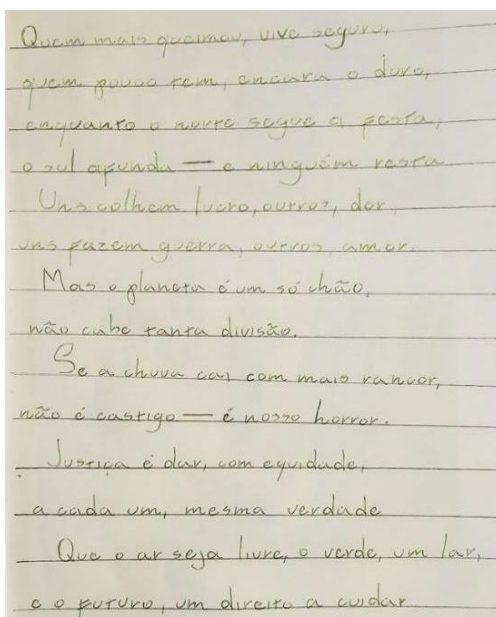 Quem mais queimou, vive seguro,
quem pouco tem, encara o duro,
enquanto o norte segue a festa,
o sul afunda — e ninguém resta
Uns colhem lucro, outros, dor
uns fazem guerra, outros, amor.
Mas o planeta é um só chão,
não cabe tanta divisão.
Se a chuva cai com mais rancor,
não é castigo — é nosso horror.
Justiça é dar, com equidade,
a cada um, mesma verdade
Que o ar seja livre, o verde, um lar,
e o futuro, um direito a cuidar